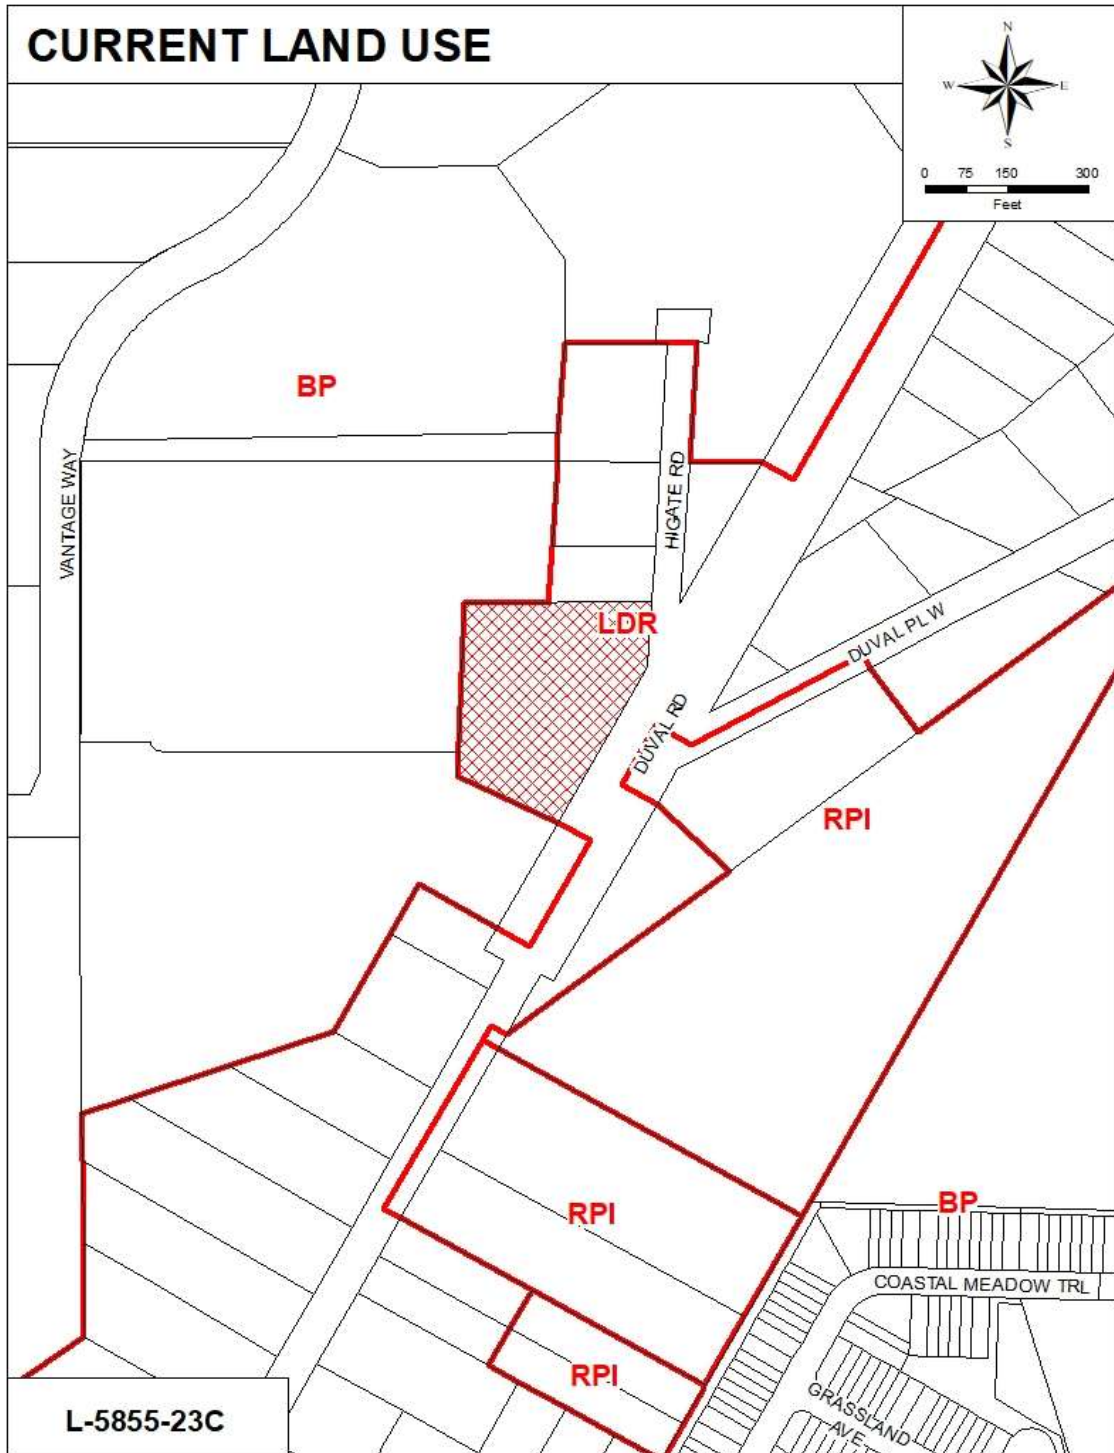 CURRENT LAND USE
N
W E
S
0 75 150 300
Feet
BP
VANTAGE WAY
HIGATE RD
LDR
DUVAL PL W
DUVAL RD
RPI
RPI
BP
COASTAL MEADOW TRL
RPI
GRASSLAND
AVE
L-5855-23C